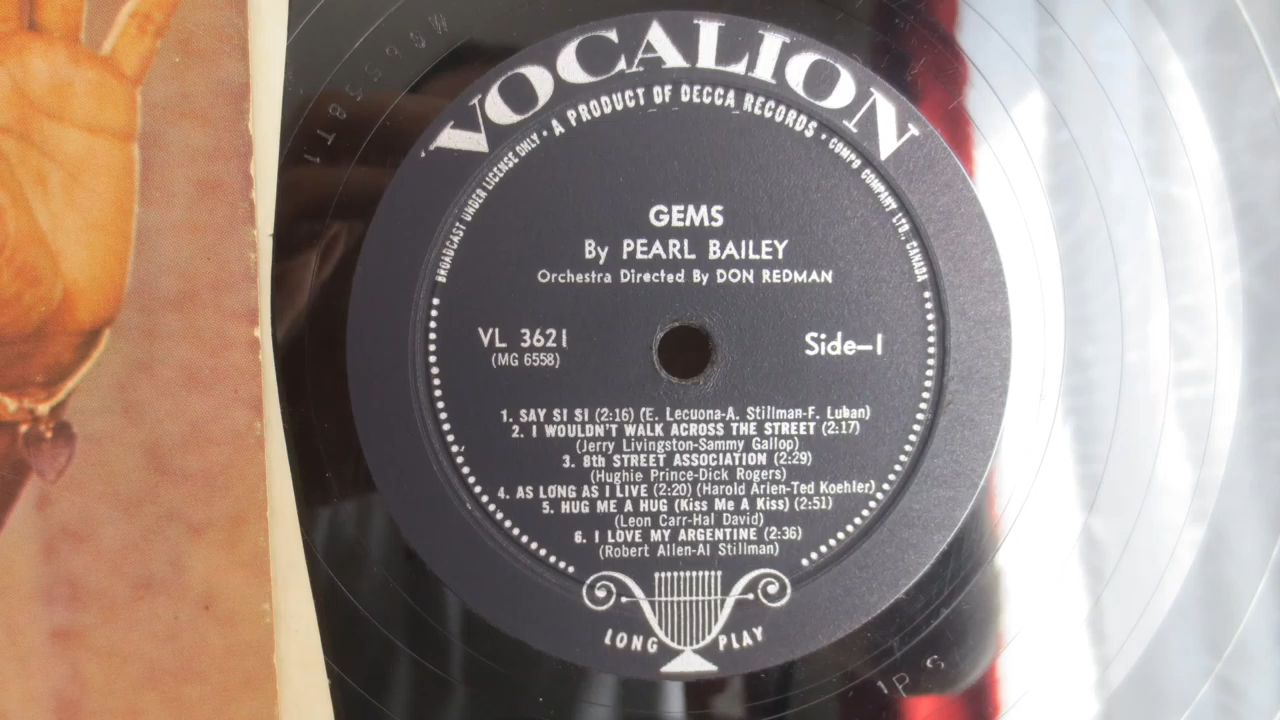 VOCALION
BROADCAST UNDER LICENSE ONLY • A PRODUCT OF DECCA RECORDS • COMPO COMPANY LTD., CANADA
GEMS
By PEARL BAILEY
Orchestra Directed By DON REDMAN
VL 3621
(MG 6558)
Side—1
1. SAY SI SI (2:16) (E. Lecuona-A. Stillman-F. Luban)
2. I WOULDN'T WALK ACROSS THE STREET (2:17)
(Jerry Livingston-Sammy Gallop)
3. 8th STREET ASSOCIATION (2:29)
(Hughie Prince-Dick Rogers)
4. AS LONG AS I LIVE (2:20) (Harold Arlen-Ted Koehler)
5. HUG ME A HUG (Kiss Me A Kiss) (2:51)
(Leon Carr-Hal David)
6. I LOVE MY ARGENTINE (2:36)
(Robert Allen-Al Stillman)
LONG PLAY